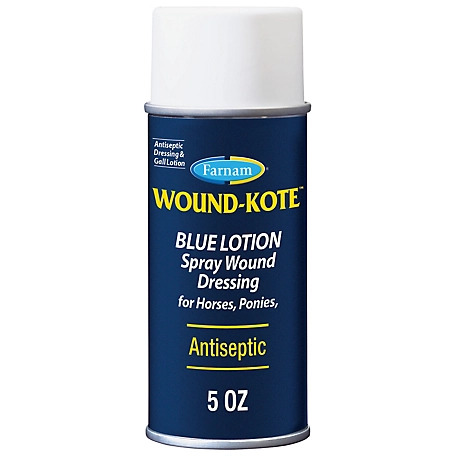 Antiseptic
Dressing &
Gall Lotion
Farnam
WOUND-KOTE™
BLUE LOTION
Spray Wound
Dressing
for Horses, Ponies,
Antiseptic
5 OZ